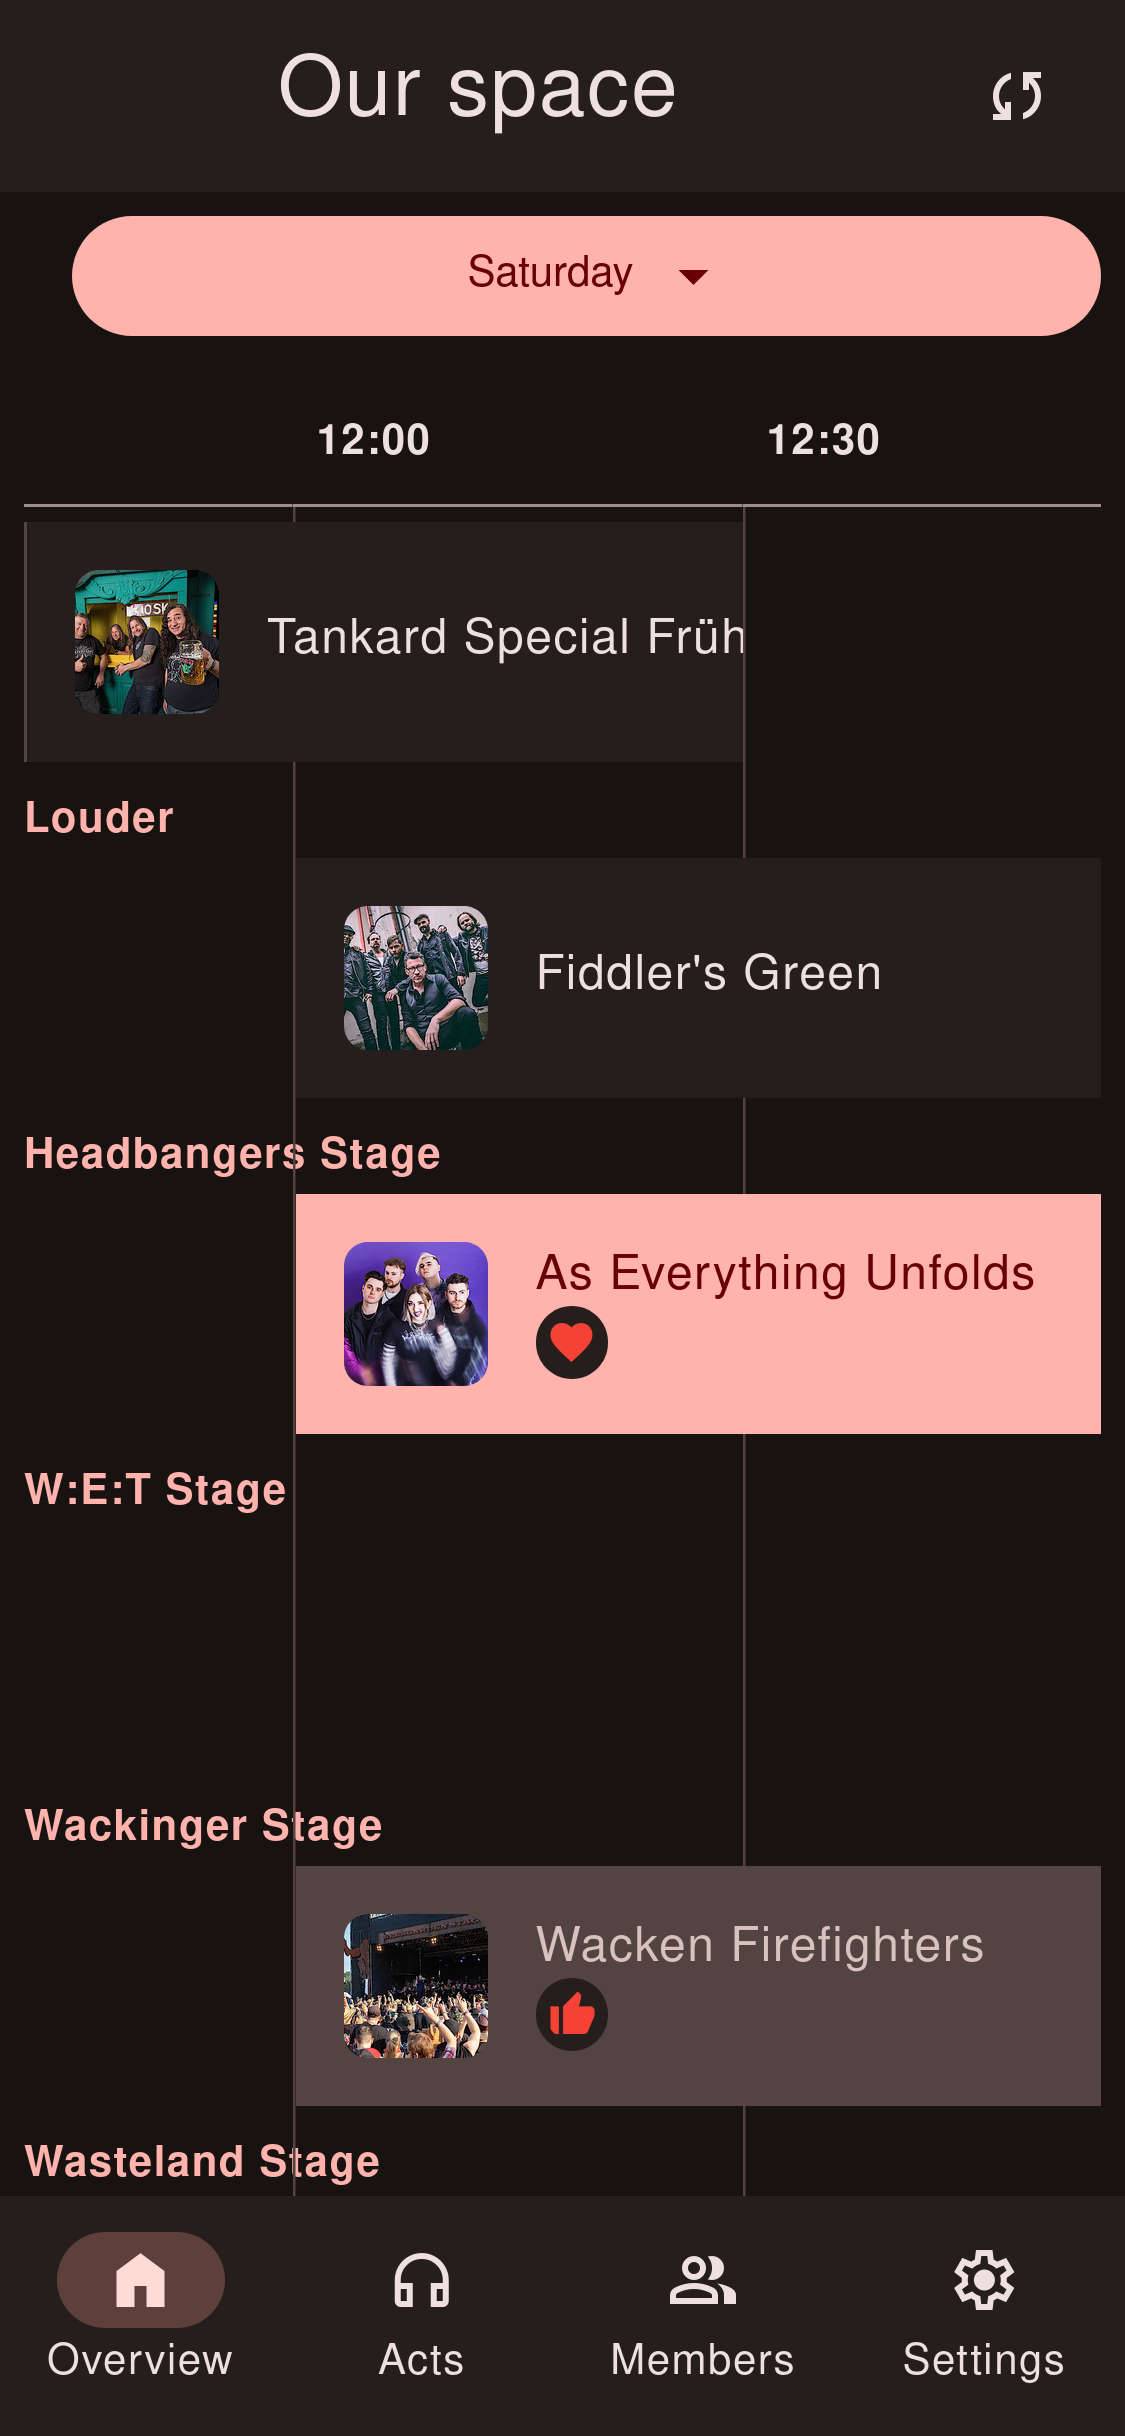 Our space
Saturday
12:00 12:30
KIOSK
Tankard Special Früh
Louder
Fiddler's Green
Headbangers Stage
As Everything Unfolds
W:E:T Stage
Wackinger Stage
Wacken Firefighters
Wasteland Stage
Overview Acts Members Settings